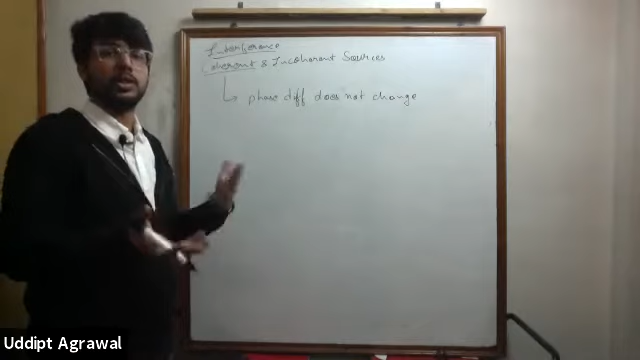 Interference
Coherent & Incoherent Sources
phase diff does not change
Uddipt Agrawal